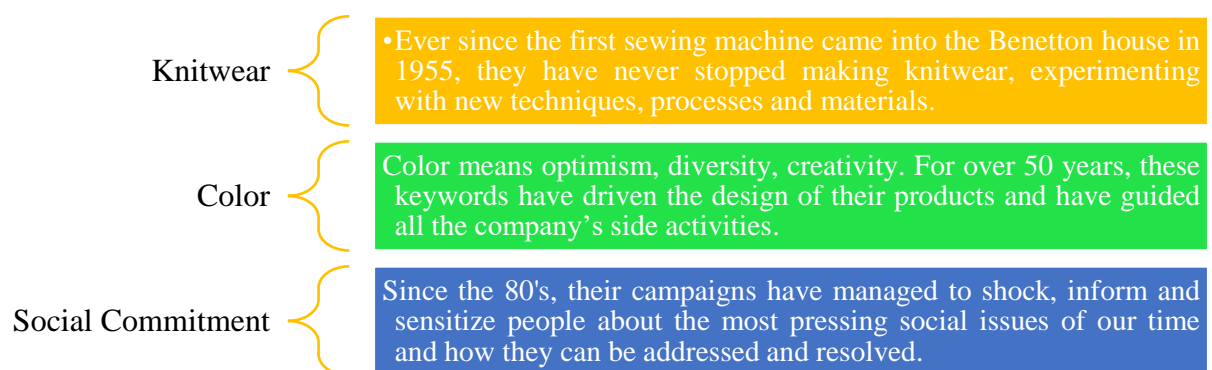 Knitwear
•Ever since the first sewing machine came into the Benetton house in
1955, they have never stopped making knitwear, experimenting
with new techniques, processes and materials.
Color
Color means optimism, diversity, creativity. For over 50 years, these
keywords have driven the design of their products and have guided
all the company’s side activities.
Social Commitment
Since the 80's, their campaigns have managed to shock, inform and
sensitize people about the most pressing social issues of our time
and how they can be addressed and resolved.